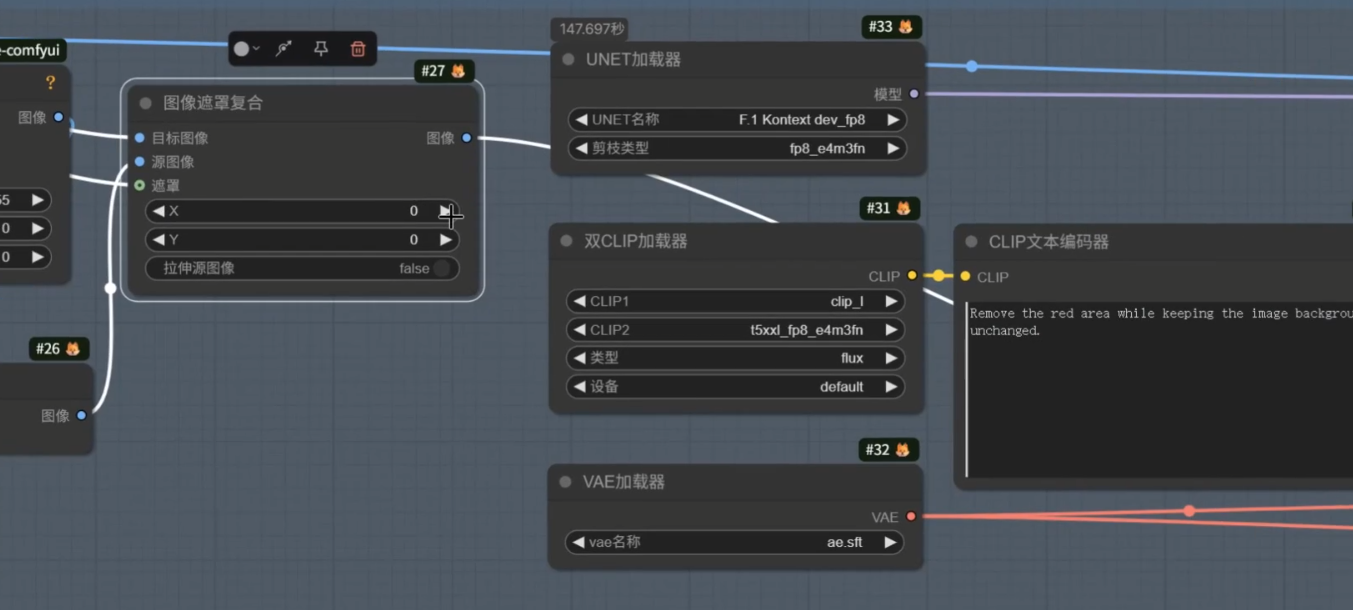 e-comfyui
?
图像
55
0
0
#26
图像
#27
图像遮罩复合
目标图像
图像
源图像
遮罩
X 0
Y 0
拉伸源图像 false
147.697秒
#33
UNET加载器
模型
UNET名称 F.1 Kontext dev_fp8
剪枝类型 fp8_e4m3fn
#31
双CLIP加载器
CLIP
CLIP1 clip_l
CLIP2 t5xxl_fp8_e4m3fn
类型 flux
设备 default
#32
VAE加载器
VAE
vae名称 ae.sft
CLIP文本编码器
CLIP
Remove the red area while keeping the image backgrou
unchanged.